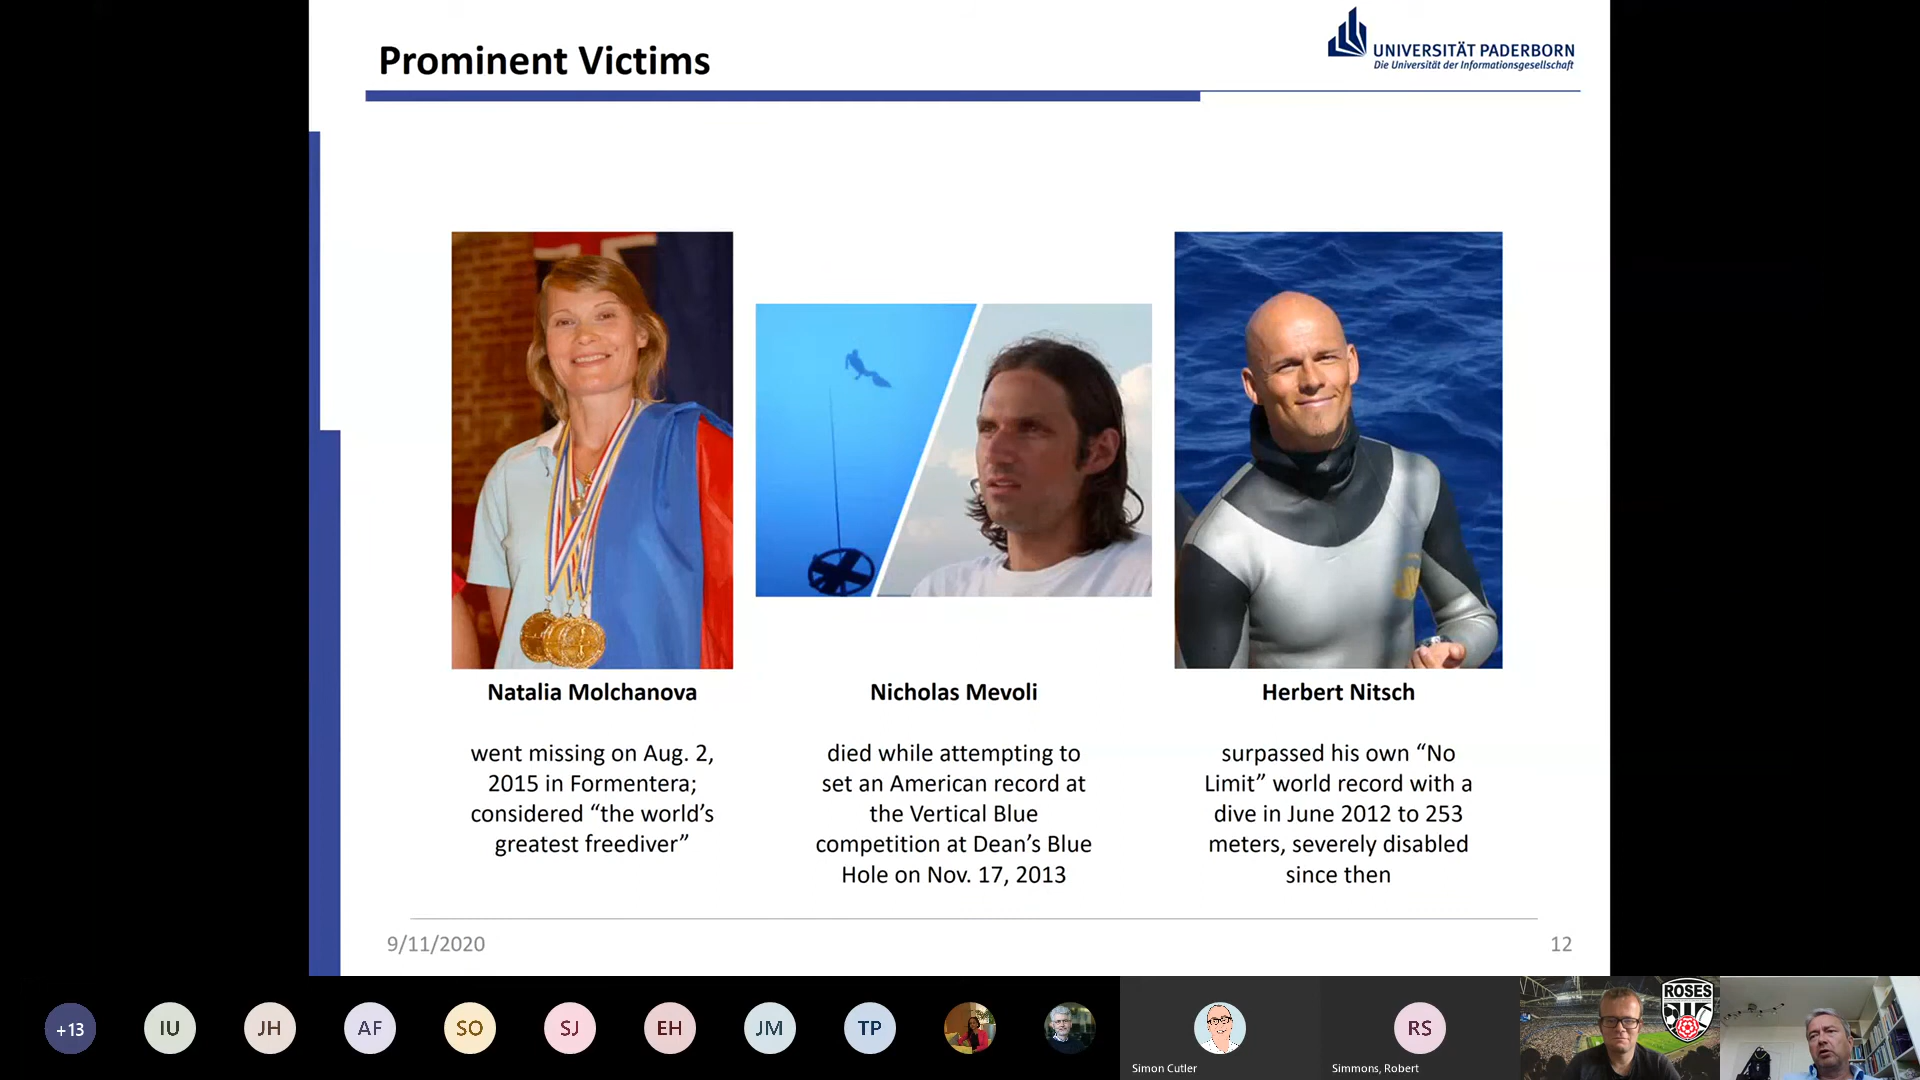 Prominent Victims
UNIVERSITÄT PADERBORN
Die Universität der Informationsgesellschaft
Natalia Molchanova
went missing on Aug. 2,
2015 in Formentera;
considered “the world’s
greatest freediver”
Nicholas Mevoli
died while attempting to
set an American record at
the Vertical Blue
competition at Dean’s Blue
Hole on Nov. 17, 2013
Herbert Nitsch
surpassed his own “No
Limit” world record with a
dive in June 2012 to 253
meters, severely disabled
since then
9/11/2020
12
+13
IU
JH
AF
SO
SJ
EH
JM
TP
Simon Cutler
RS
Simmons, Robert
ROSES